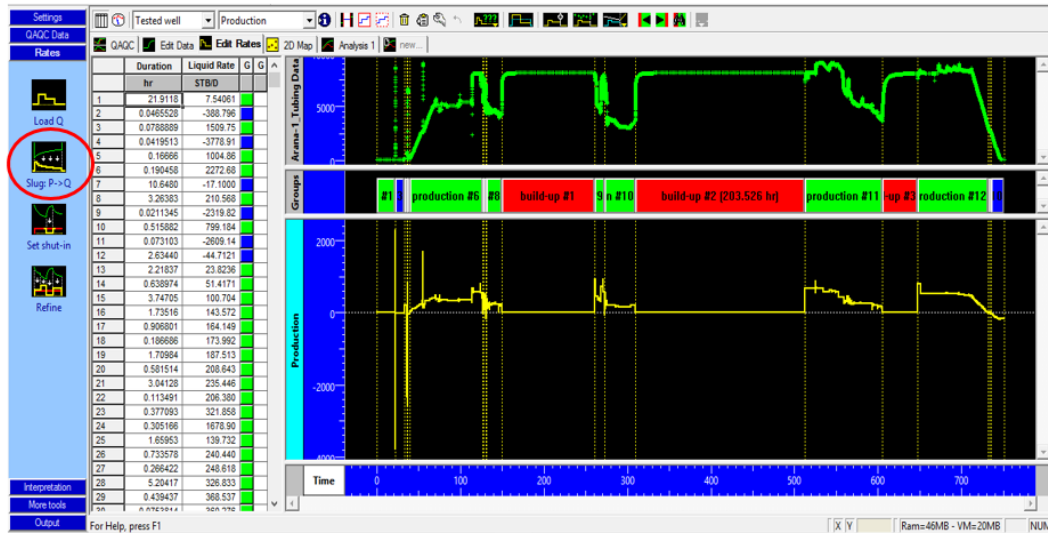 Settings
QAQC Data
Rates
Load Q
Slug: P->Q
Set shut-in
Refine
Interpretation
More tools
Output
Tested well Production
QAQC Edit Data Edit Rates 2D Map Analysis 1 new...
Duration Liquid Rate G G
hr STB/D
1 21.9118 7.54061
2 0.0465528 -388.796
3 0.0788889 1509.75
4 0.0419513 -3778.91
5 0.16666 1004.86
6 0.190458 2272.68
7 10.6480 -17.1000
8 3.26383 210.568
9 0.0211345 -2319.82
10 0.515882 799.184
11 0.073103 -2609.14
12 2.63440 -44.7121
13 2.21837 23.8236
14 0.638974 51.4171
15 3.74705 100.704
16 1.73516 143.572
17 0.906801 164.149
18 0.186686 173.992
19 1.70984 187.513
20 0.581514 208.643
21 3.04128 235.446
22 0.113491 206.380
23 0.377093 321.858
24 0.305166 1678.90
25 1.65953 139.732
26 0.733578 240.440
27 0.266422 248.618
28 5.20417 326.833
29 0.439437 368.537
Arana-1_Tubing Data
10000
5000
0
Groups
#1 production #6 #8 build-up #1 9 n #10 build-up #2 [203.526 hr] production #11 -up #3 roduction #12
Production
2000
0
-2000
4000
Time 0 100 200 300 400 500 600 700
For Help, press F1
X Y Ram=46MB - VM=20MB NUM